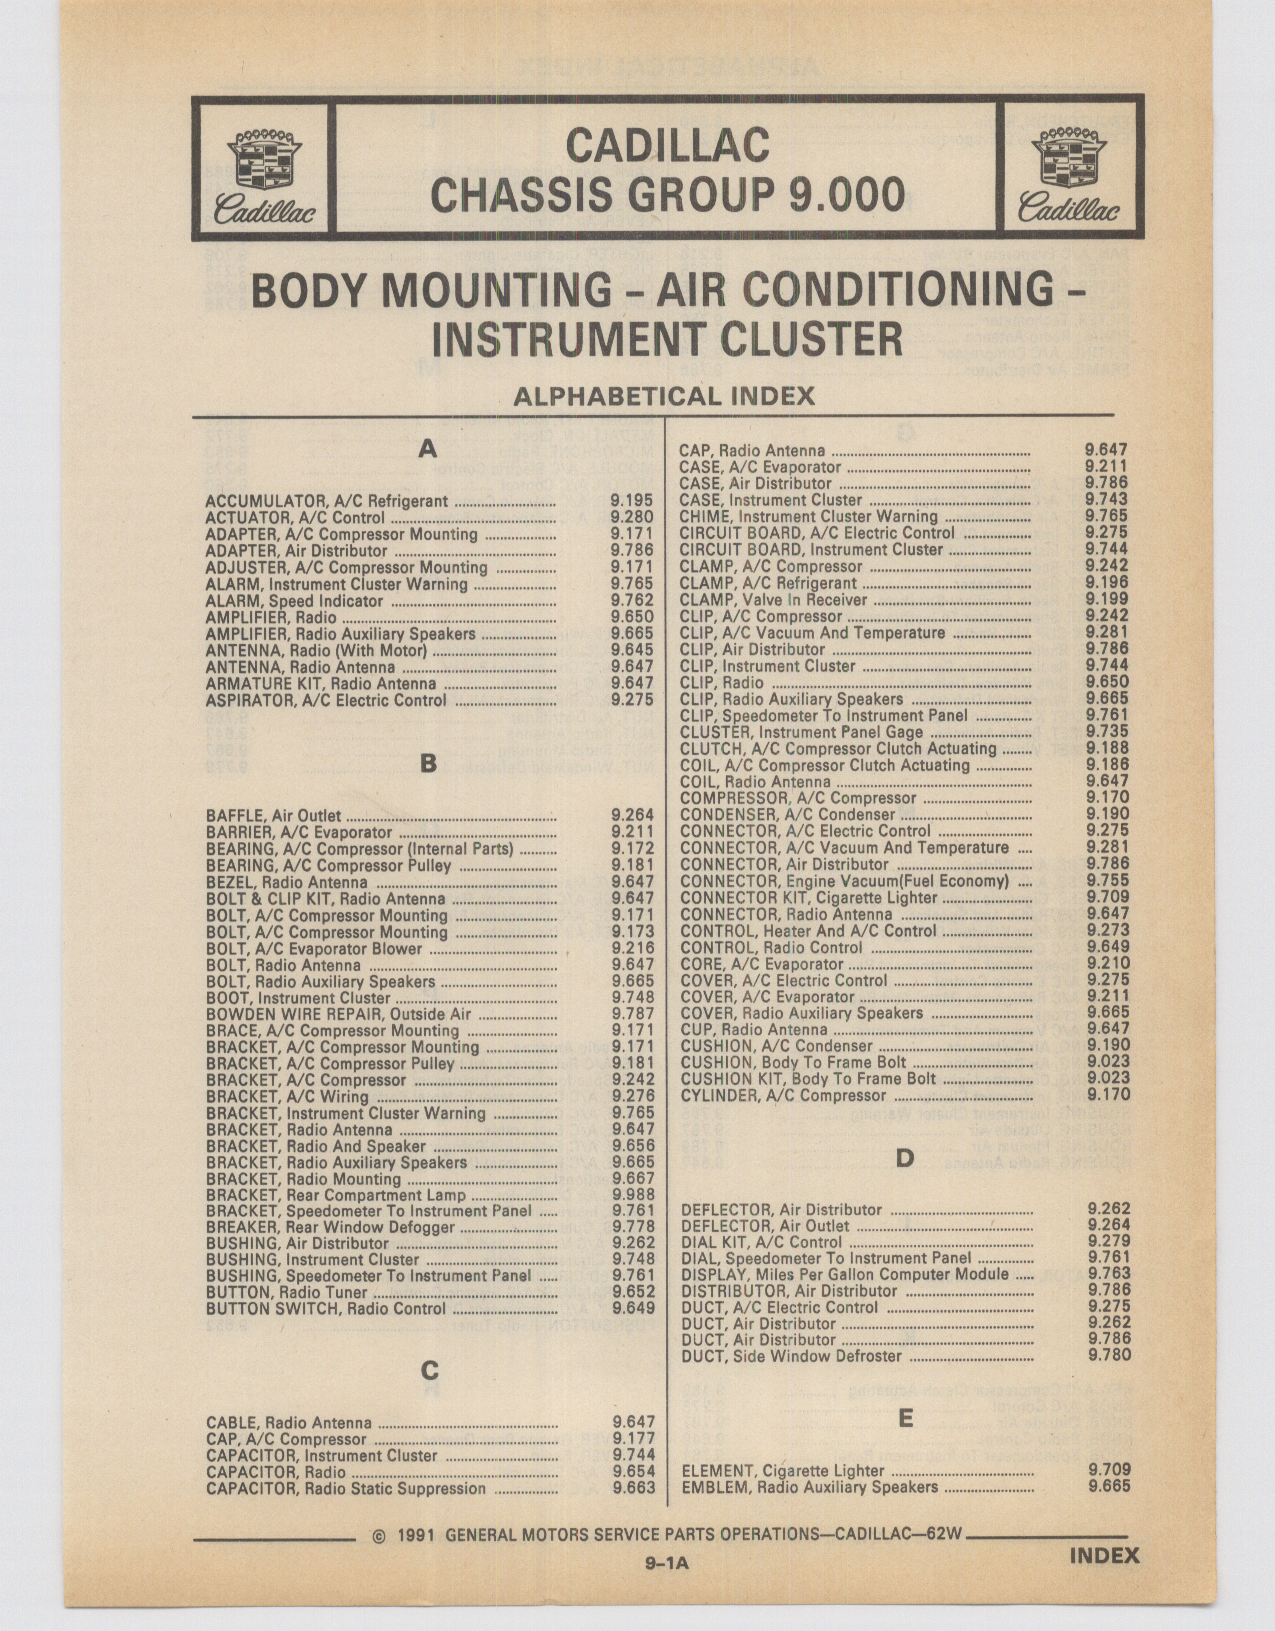 Cadillac
CADILLAC
CHASSIS GROUP 9.000
Cadillac
BODY MOUNTING – AIR CONDITIONING –
INSTRUMENT CLUSTER
ALPHABETICAL INDEX
A
ACCUMULATOR, A/C Refrigerant ........ 9.195
ACTUATOR, A/C Control ........ 9.280
ADAPTER, A/C Compressor Mounting ........ 9.171
ADAPTER, Air Distributor ........ 9.786
ADJUSTER, A/C Compressor Mounting ........ 9.171
ALARM, Instrument Cluster Warning ........ 9.765
ALARM, Speed Indicator ........ 9.762
AMPLIFIER, Radio ........ 9.650
AMPLIFIER, Radio Auxiliary Speakers ........ 9.665
ANTENNA, Radio (With Motor) ........ 9.645
ANTENNA, Radio Antenna ........ 9.647
ARMATURE KIT, Radio Antenna ........ 9.647
ASPIRATOR, A/C Electric Control ........ 9.275
B
BAFFLE, Air Outlet ........ 9.264
BARRIER, A/C Evaporator ........ 9.211
BEARING, A/C Compressor (Internal Parts) ........ 9.172
BEARING, A/C Compressor Pulley ........ 9.181
BEZEL, Radio Antenna ........ 9.647
BOLT & CLIP KIT, Radio Antenna ........ 9.647
BOLT, A/C Compressor Mounting ........ 9.171
BOLT, A/C Compressor Mounting ........ 9.173
BOLT, A/C Evaporator Blower ........ 9.216
BOLT, Radio Antenna ........ 9.647
BOLT, Radio Auxiliary Speakers ........ 9.665
BOOT, Instrument Cluster ........ 9.748
BOWDEN WIRE REPAIR, Outside Air ........ 9.787
BRACE, A/C Compressor Mounting ........ 9.171
BRACKET, A/C Compressor Mounting ........ 9.171
BRACKET, A/C Compressor Pulley ........ 9.181
BRACKET, A/C Compressor ........ 9.242
BRACKET, A/C Wiring ........ 9.276
BRACKET, Instrument Cluster Warning ........ 9.765
BRACKET, Radio Antenna ........ 9.647
BRACKET, Radio And Speaker ........ 9.656
BRACKET, Radio Auxiliary Speakers ........ 9.665
BRACKET, Radio Mounting ........ 9.667
BRACKET, Rear Compartment Lamp ........ 9.988
BRACKET, Speedometer To Instrument Panel ..... 9.761
BREAKER, Rear Window Defogger ........ 9.778
BUSHING, Air Distributor ........ 9.262
BUSHING, Instrument Cluster ........ 9.748
BUSHING, Speedometer To Instrument Panel ..... 9.761
BUTTON, Radio Tuner ........ 9.652
BUTTON SWITCH, Radio Control ........ 9.649
C
CABLE, Radio Antenna ........ 9.647
CAP, A/C Compressor ........ 9.177
CAPACITOR, Instrument Cluster ........ 9.744
CAPACITOR, Radio ........ 9.654
CAPACITOR, Radio Static Suppression ........ 9.663
CAP, Radio Antenna ........ 9.647
CASE, A/C Evaporator ........ 9.211
CASE, Air Distributor ........ 9.786
CASE, Instrument Cluster ........ 9.743
CHIME, Instrument Cluster Warning ........ 9.765
CIRCUIT BOARD, A/C Electric Control ........ 9.275
CIRCUIT BOARD, Instrument Cluster ........ 9.744
CLAMP, A/C Compressor ........ 9.242
CLAMP, A/C Refrigerant ........ 9.196
CLAMP, Valve In Receiver ........ 9.199
CLIP, A/C Compressor ........ 9.242
CLIP, A/C Vacuum And Temperature ........ 9.281
CLIP, Air Distributor ........ 9.786
CLIP, Instrument Cluster ........ 9.744
CLIP, Radio ........ 9.650
CLIP, Radio Auxiliary Speakers ........ 9.665
CLIP, Speedometer To Instrument Panel ........ 9.761
CLUSTER, Instrument Panel Gage ........ 9.735
CLUTCH, A/C Compressor Clutch Actuating ........ 9.188
COIL, A/C Compressor Clutch Actuating ........ 9.186
COIL, Radio Antenna ........ 9.647
COMPRESSOR, A/C Compressor ........ 9.170
CONDENSER, A/C Condenser ........ 9.190
CONNECTOR, A/C Electric Control ........ 9.275
CONNECTOR, A/C Vacuum And Temperature .... 9.281
CONNECTOR, Air Distributor ........ 9.786
CONNECTOR, Engine Vacuum(Fuel Economy) .... 9.755
CONNECTOR KIT, Cigarette Lighter ........ 9.709
CONNECTOR, Radio Antenna ........ 9.647
CONTROL, Heater And A/C Control ........ 9.273
CONTROL, Radio Control ........ 9.649
CORE, A/C Evaporator ........ 9.210
COVER, A/C Electric Control ........ 9.275
COVER, A/C Evaporator ........ 9.211
COVER, Radio Auxiliary Speakers ........ 9.665
CUP, Radio Antenna ........ 9.647
CUSHION, A/C Condenser ........ 9.190
CUSHION, Body To Frame Bolt ........ 9.023
CUSHION KIT, Body To Frame Bolt ........ 9.023
CYLINDER, A/C Compressor ........ 9.170
D
DEFLECTOR, Air Distributor ........ 9.262
DEFLECTOR, Air Outlet ........ 9.264
DIAL KIT, A/C Control ........ 9.279
DIAL, Speedometer To Instrument Panel ........ 9.761
DISPLAY, Miles Per Gallon Computer Module ..... 9.763
DISTRIBUTOR, Air Distributor ........ 9.786
DUCT, A/C Electric Control ........ 9.275
DUCT, Air Distributor ........ 9.262
DUCT, Air Distributor ........ 9.786
DUCT, Side Window Defroster ........ 9.780
E
ELEMENT, Cigarette Lighter ........ 9.709
EMBLEM, Radio Auxiliary Speakers ........ 9.665
© 1991 GENERAL MOTORS SERVICE PARTS OPERATIONS—CADILLAC—62W
9–1A
INDEX